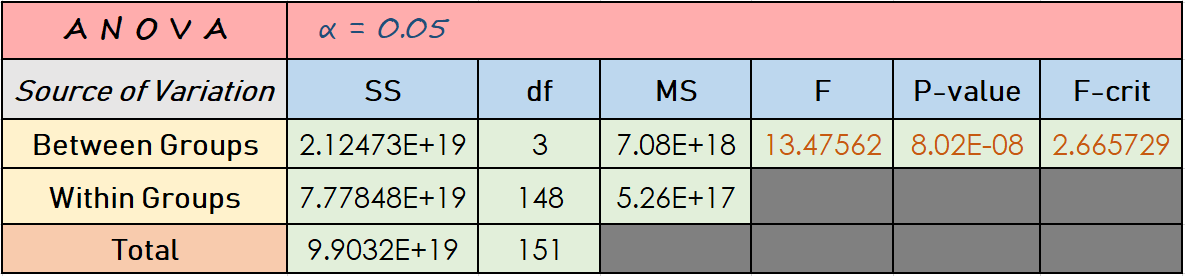 A N O V A α = 0.05
Source of Variation SS df MS F P-value F-crit
Between Groups 2.12473E+19 3 7.08E+18 13.47562 8.02E-08 2.665729
Within Groups 7.77848E+19 148 5.26E+17
Total 9.9032E+19 151